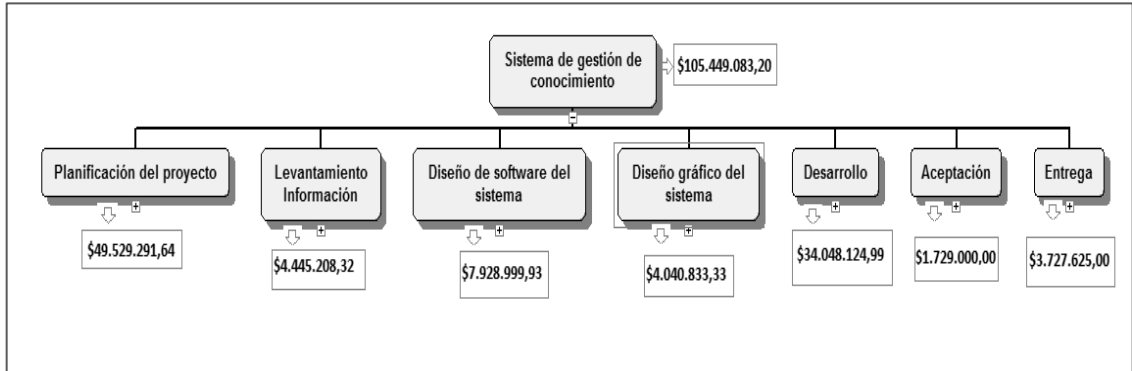 Sistema de gestión de
conocimiento
$105.449.083,20
Planificación del proyecto
$49.529.291,64
Levantamiento
Información
$4.445.208,32
Diseño de software del
sistema
$7.928.999,93
Diseño gráfico del
sistema
$4.040.833,33
Desarrollo
$34.048.124,99
Aceptación
$1.729.000,00
Entrega
$3.727.625,00